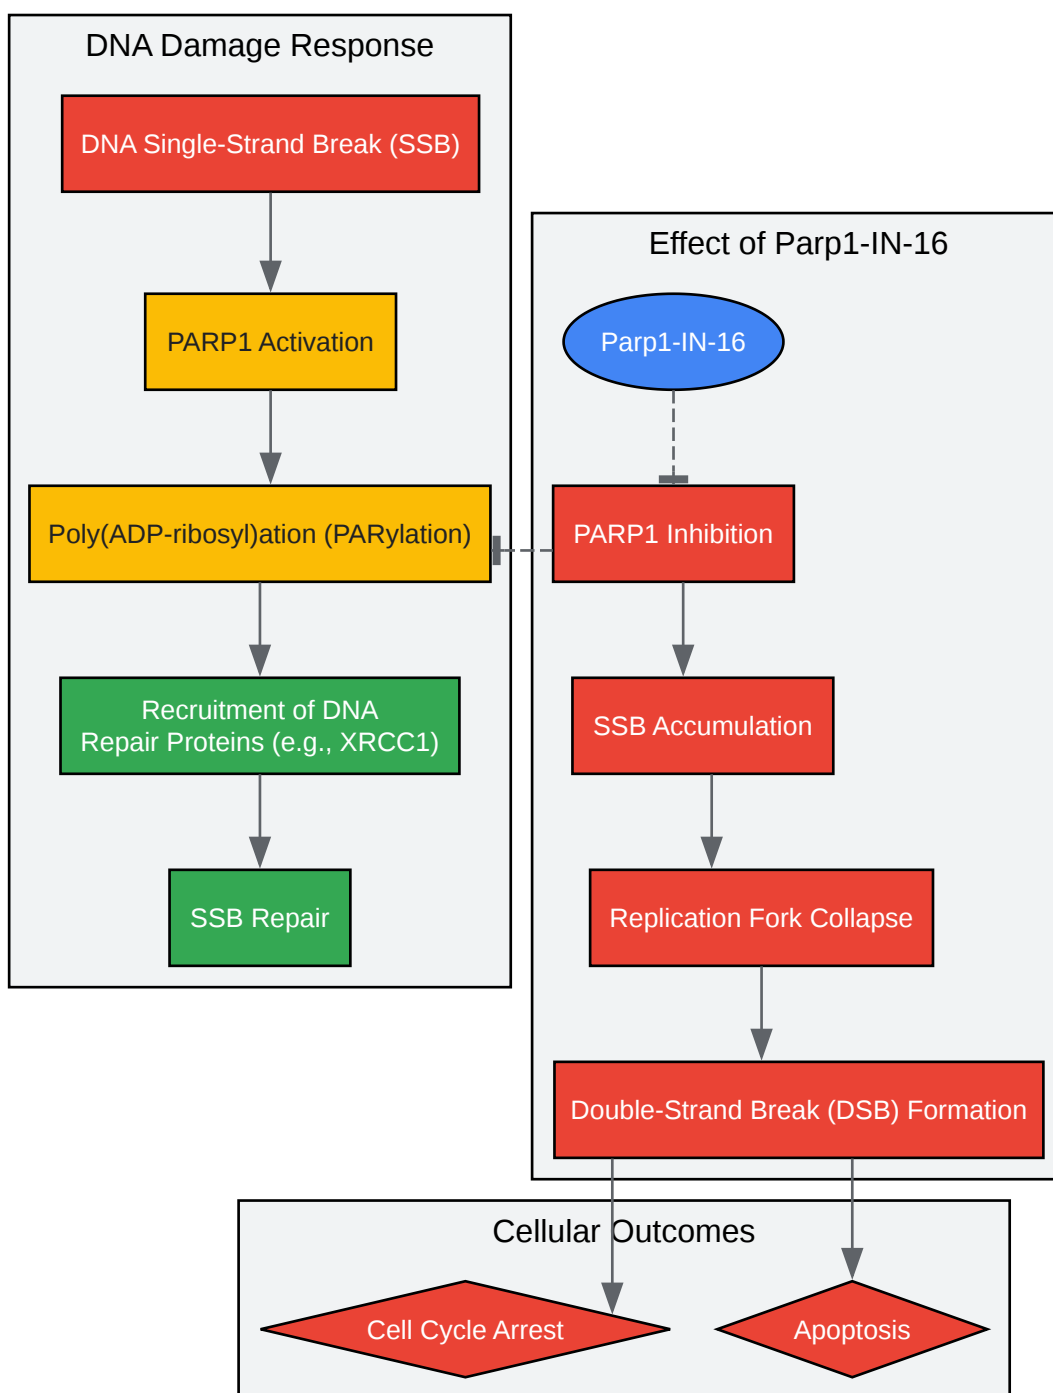 DNA Damage Response
DNA Single-Strand Break (SSB)
PARP1 Activation
Poly(ADP-ribosyl)ation (PARylation)
Recruitment of DNA
Repair Proteins (e.g., XRCC1)
SSB Repair
Effect of Parp1-IN-16
Parp1-IN-16
PARP1 Inhibition
SSB Accumulation
Replication Fork Collapse
Double-Strand Break (DSB) Formation
Cellular Outcomes
Cell Cycle Arrest
Apoptosis